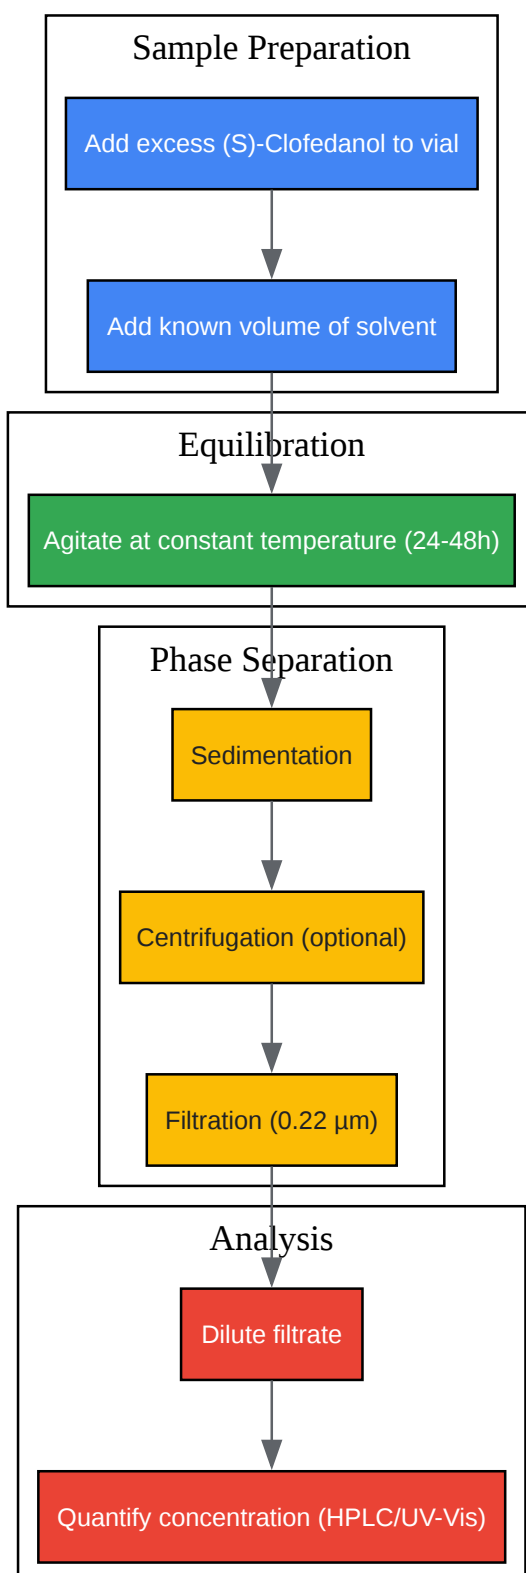 Sample Preparation
Add excess (S)-Clofedanol to vial
Add known volume of solvent
Equilibration
Agitate at constant temperature (24-48h)
Phase Separation
Sedimentation
Centrifugation (optional)
Filtration (0.22 µm)
Analysis
Dilute filtrate
Quantify concentration (HPLC/UV-Vis)